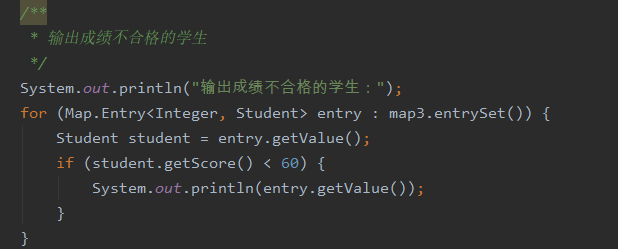 /**
 * 输出成绩不合格的学生
 */
System.out.println("输出成绩不合格的学生：");
for (Map.Entry<Integer, Student> entry : map3.entrySet()) {
    Student student = entry.getValue();
    if (student.getScore() < 60) {
        System.out.println(entry.getValue());
    }
}